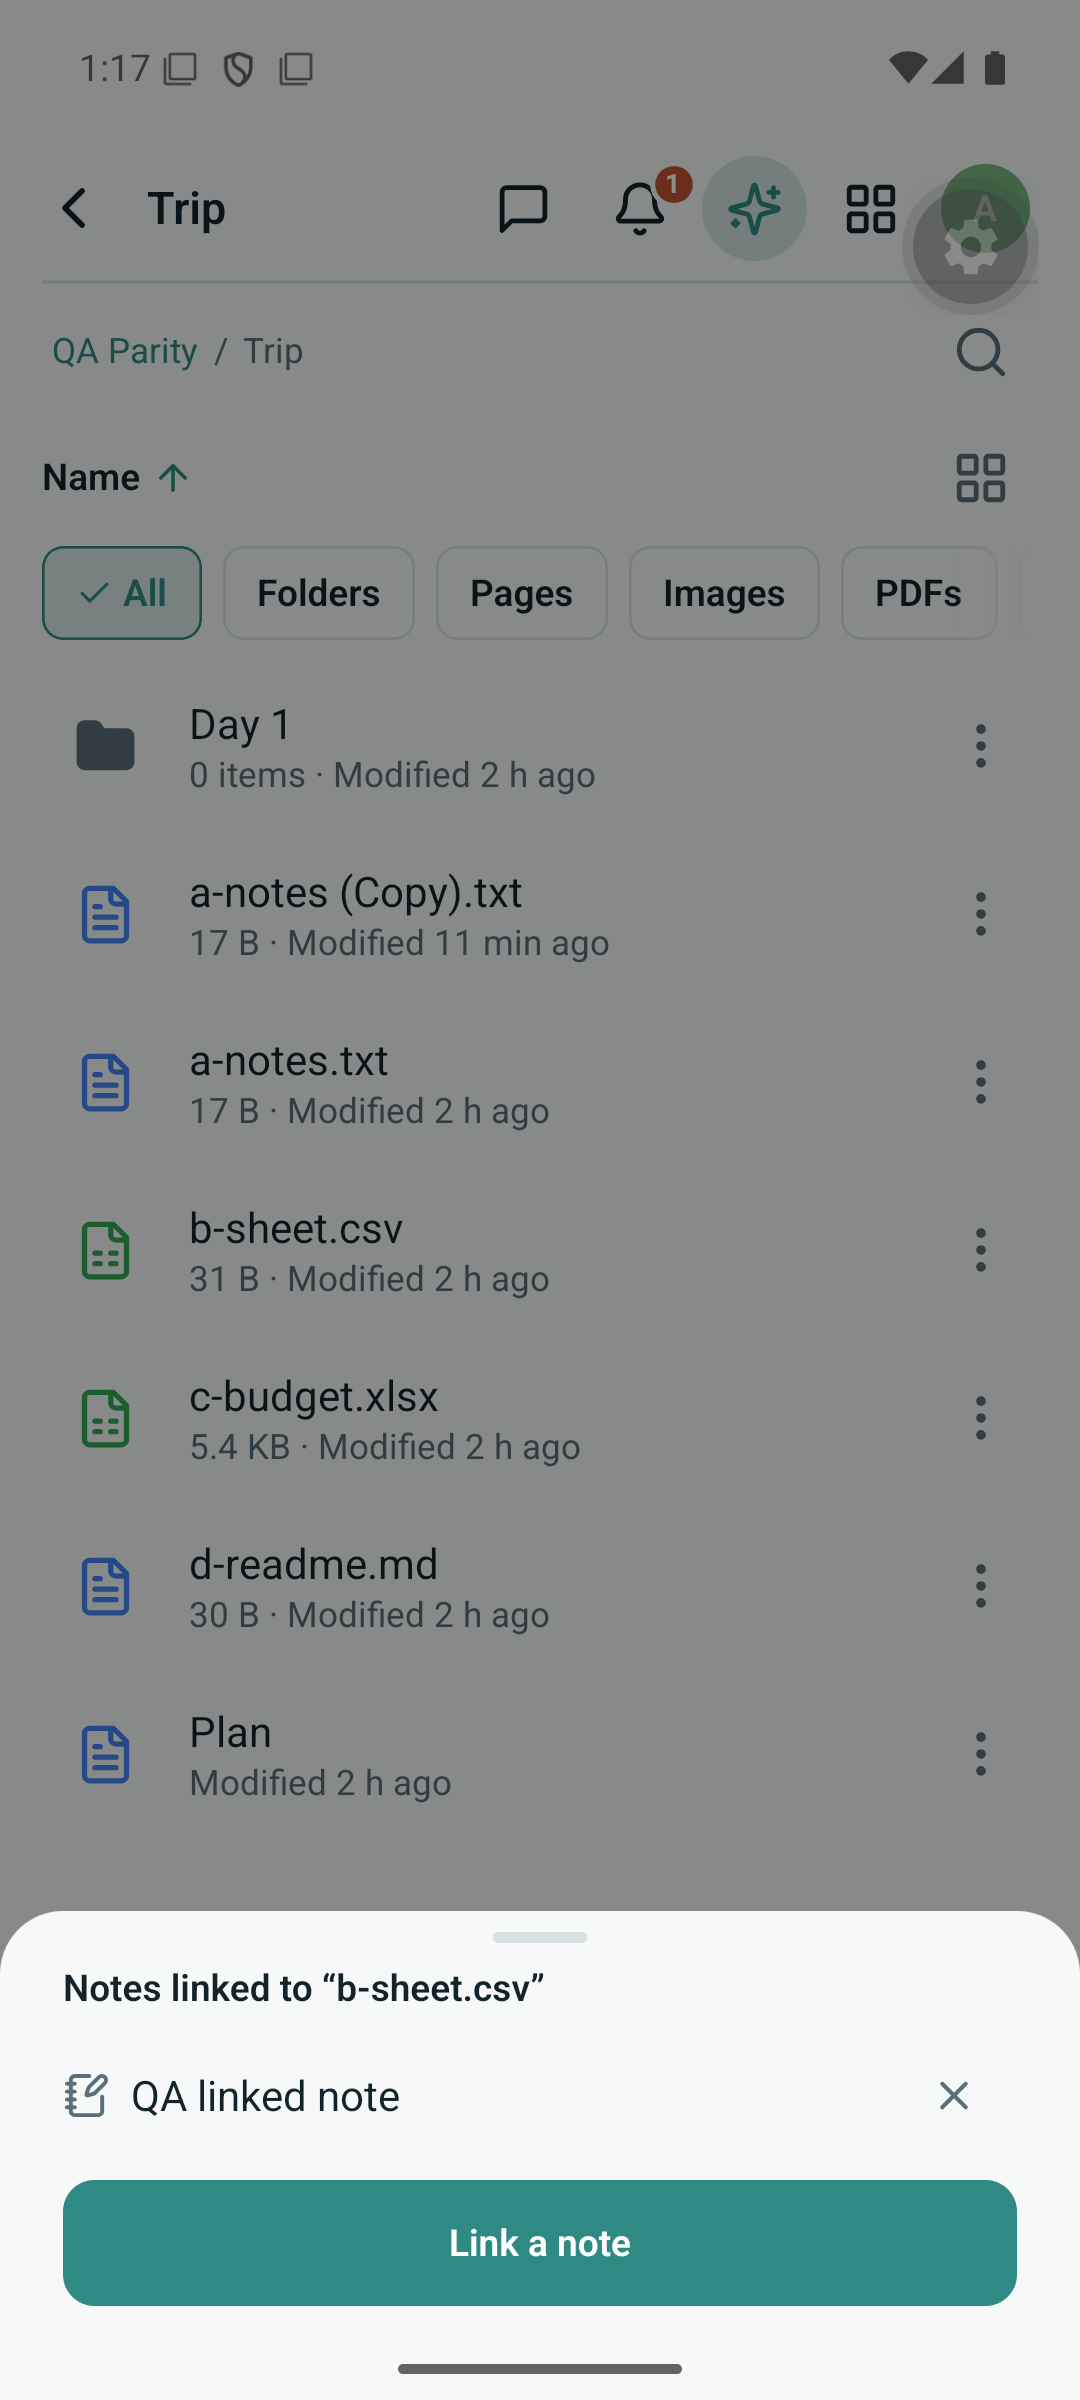 1:17
Trip
1
A
QA Parity / Trip
Name
All
Folders
Pages
Images
PDFs
Day 1
0 items · Modified 2 h ago
a-notes (Copy).txt
17 B · Modified 11 min ago
a-notes.txt
17 B · Modified 2 h ago
b-sheet.csv
31 B · Modified 2 h ago
c-budget.xlsx
5.4 KB · Modified 2 h ago
d-readme.md
30 B · Modified 2 h ago
Plan
Modified 2 h ago
Notes linked to “b-sheet.csv”
QA linked note
Link a note